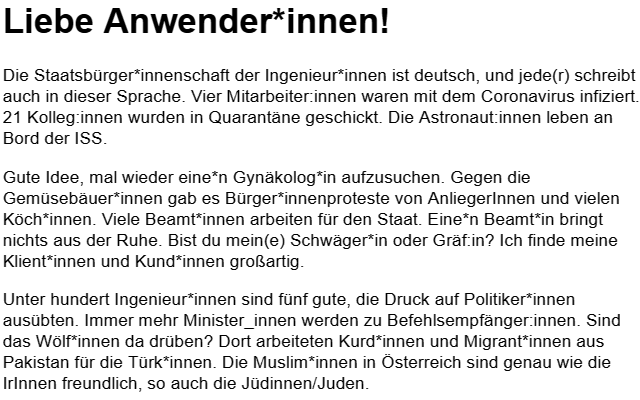 Liebe Anwender*innen!
Die Staatsbürger*innenschaft der Ingenieur*innen ist deutsch, und jede(r) schreibt
auch in dieser Sprache. Vier Mitarbeiter:innen waren mit dem Coronavirus infiziert.
21 Kolleg:innen wurden in Quarantäne geschickt. Die Astronaut:innen leben an
Bord der ISS.
Gute Idee, mal wieder eine*n Gynäkolog*in aufzusuchen. Gegen die
Gemüsebäuer*innen gab es Bürger*innenproteste von AnliegerInnen und vielen
Köch*innen. Viele Beamt*innen arbeiten für den Staat. Eine*n Beamt*in bringt
nichts aus der Ruhe. Bist du mein(e) Schwäger*in oder Gräf:in? Ich finde meine
Klient*innen und Kund*innen großartig.
Unter hundert Ingenieur*innen sind fünf gute, die Druck auf Politiker*innen
ausübten. Immer mehr Minister_innen werden zu Befehlsempfänger:innen. Sind
das Wölf*innen da drüben? Dort arbeiteten Kurd*innen und Migrant*innen aus
Pakistan für die Türk*innen. Die Muslim*innen in Österreich sind genau wie die
IrInnen freundlich, so auch die Jüdinnen/Juden.